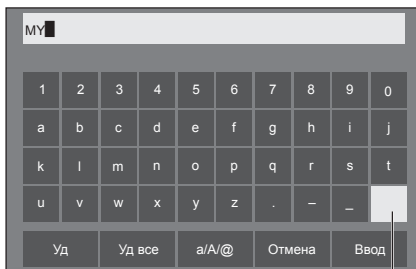 MY
1 2 3 4 5 6 7 8 9 0
a b c d e f g h i j
k l m n o p q r s t
u v w x y z . – _
Уд Уд все a/A/@ Отмена Ввод